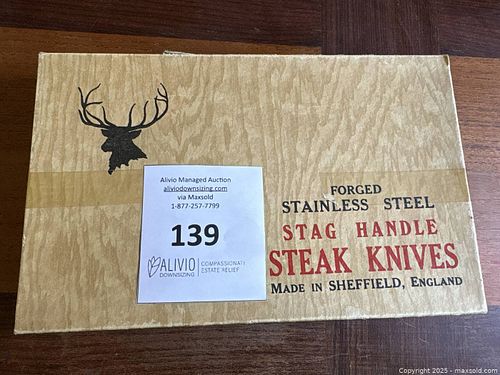 Alivio Managed Auction
aliviodownsizing.com
via Maxsold
1-877-257-7799
139
ALIVIO
DOWNSIZING
COMPASSIONATE
ESTATE RELIEF
FORGED
STAINLESS STEEL
STAG HANDLE
STEAK KNIVES
MADE IN SHEFFIELD, ENGLAND
Copyright 2025 - maxsold.com